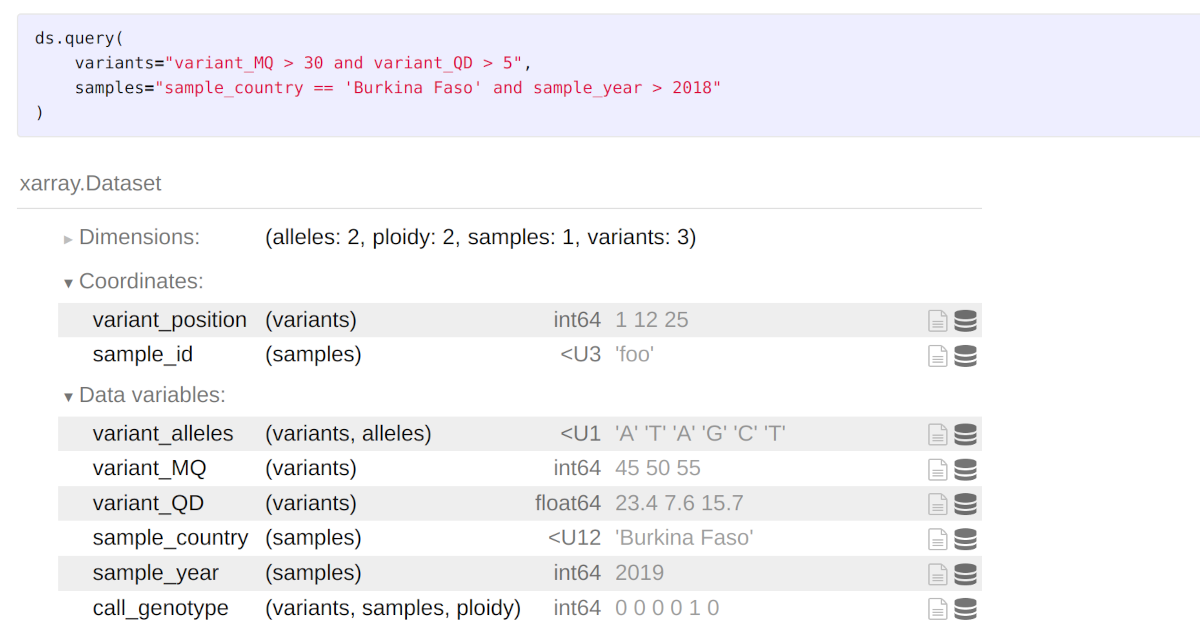 ds.query(
    variants="variant_MQ > 30 and variant_QD > 5",
    samples="sample_country == 'Burkina Faso' and sample_year > 2018"
)
xarray.Dataset
► Dimensions: (alleles: 2, ploidy: 2, samples: 1, variants: 3)
▼ Coordinates:
variant_position (variants) int64 1 12 25
sample_id (samples) <U3 'foo'
▼ Data variables:
variant_alleles (variants, alleles) <U1 'A' 'T' 'A' 'G' 'C' 'T'
variant_MQ (variants) int64 45 50 55
variant_QD (variants) float64 23.4 7.6 15.7
sample_country (samples) <U12 'Burkina Faso'
sample_year (samples) int64 2019
call_genotype (variants, samples, ploidy) int64 0 0 0 0 1 0